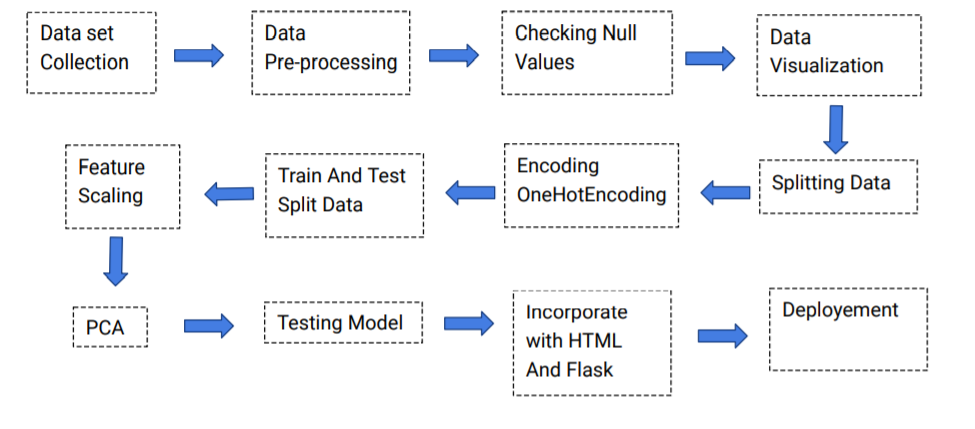 Data set
Collection
Data
Pre-processing
Checking Null
Values
Data
Visualization
Splitting Data
Encoding
OneHotEncoding
Train And Test
Split Data
Feature
Scaling
PCA
Testing Model
Incorporate
with HTML
And Flask
Deployement